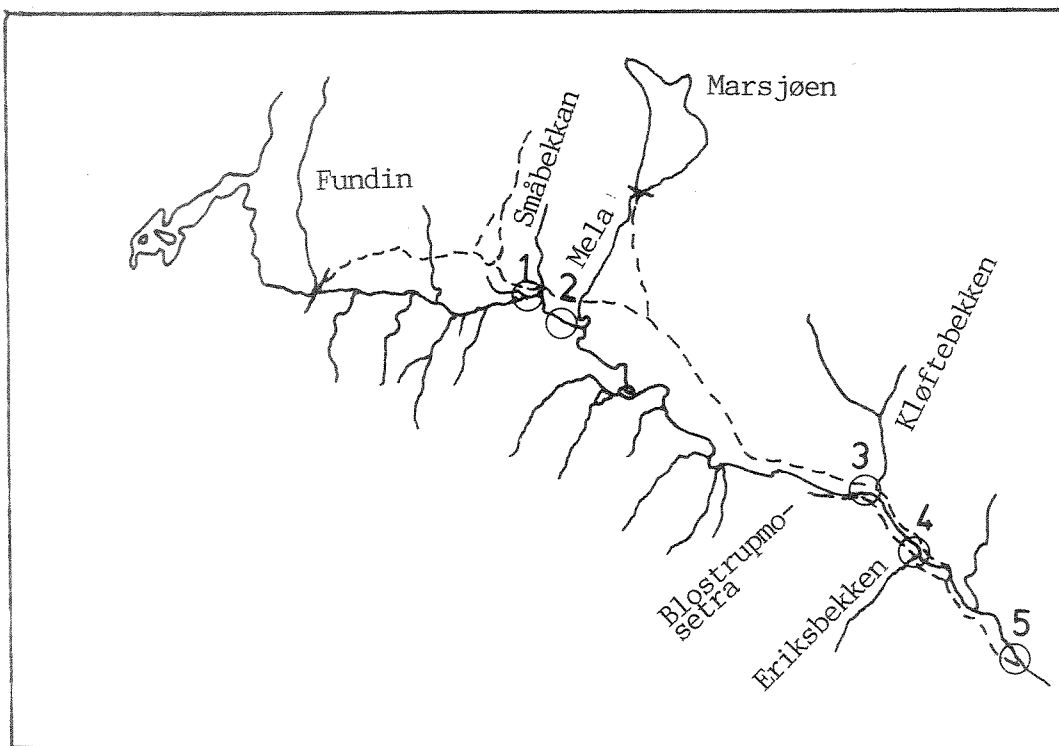 Marsjøen
Småbekkan
Fundin
Mela
1
2
Kløftebekken
3
4
Blostrupmo-
setra
Eriksbekken
5